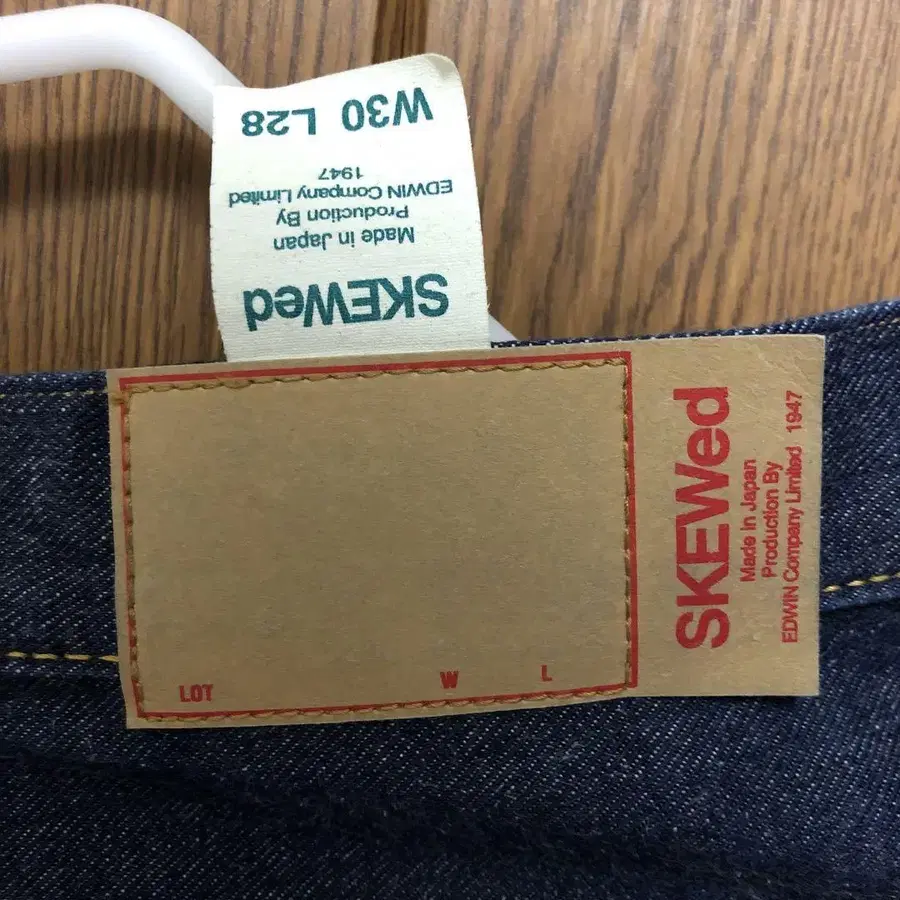 SKEWed
Made in Japan
Production By
EDWIN Company Limited
1947
W30 L28
LOT W L
SKEWed
Made in Japan
Production By
EDWIN Company Limited 1947